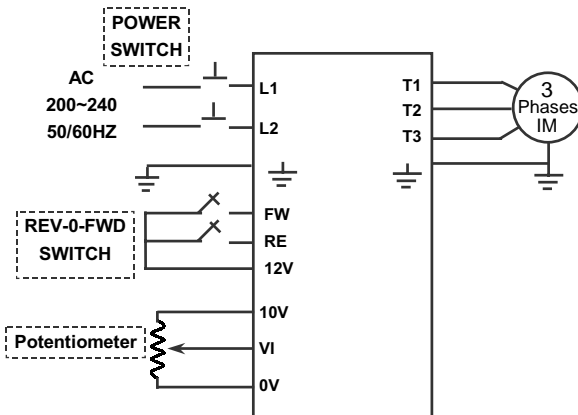 POWER
SWITCH
AC
200~240
50/60HZ
L1
L2
T1
T2
T3
3
Phases
IM
REV-0-FWD
SWITCH
FW
RE
12V
Potentiometer
10V
VI
0V